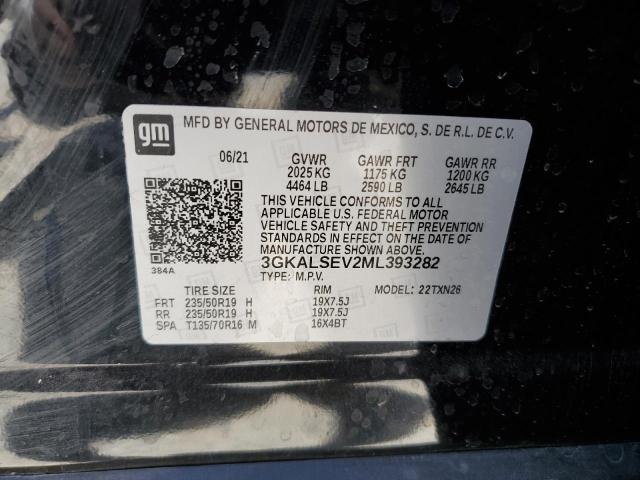 gm
MFD BY GENERAL MOTORS DE MEXICO, S. DE R.L. DE C.V.
06/21 GVWR GAWR FRT GAWR RR
2025 KG 1175 KG 1200 KG
4464 LB 2590 LB 2645 LB
THIS VEHICLE CONFORMS TO ALL
APPLICABLE U.S. FEDERAL MOTOR
VEHICLE SAFETY AND THEFT PREVENTION
STANDARDS IN EFFECT ON THE DATE OF
MANUFACTURE SHOWN ABOVE.
3GKALSEV2ML393282
384A
TYPE: M.P.V.
TIRE SIZE RIM MODEL: 22TXN26
FRT 235/50R19 H 19X7.5J
RR 235/50R19 H 19X7.5J
SPA T135/70R16 M 16X4BT